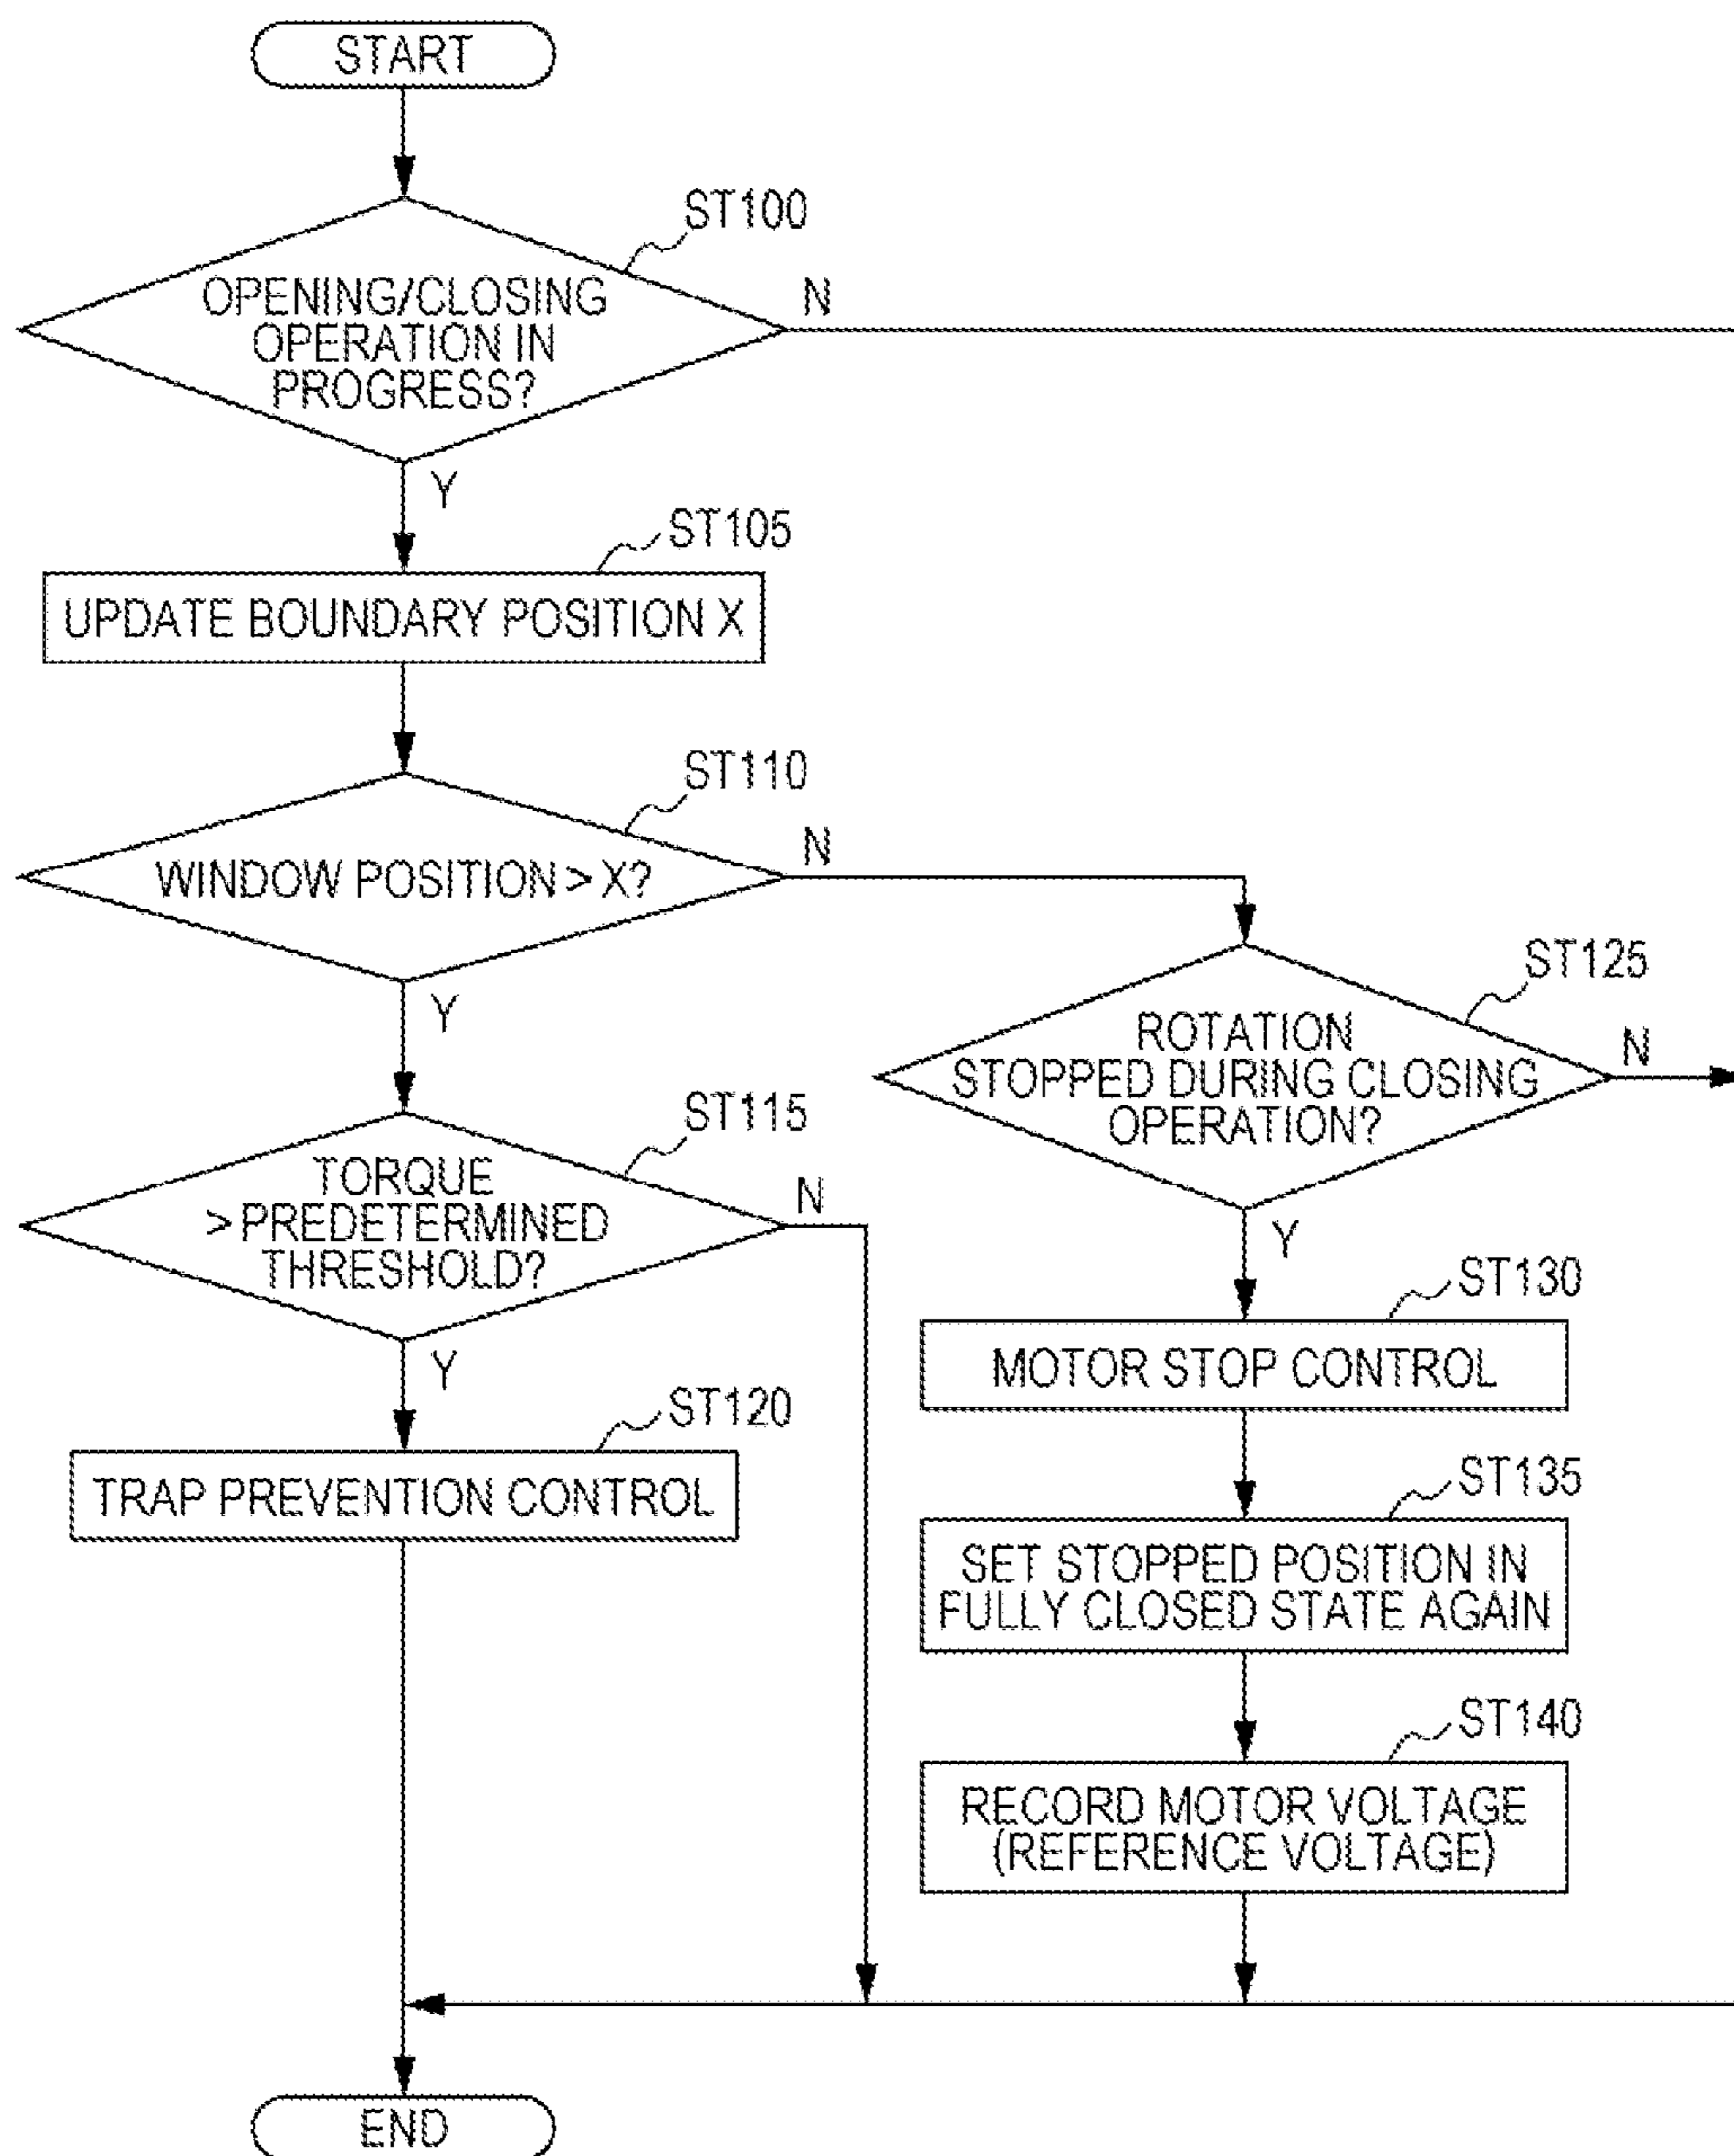 START
ST100
OPENING/CLOSING
OPERATION IN
PROGRESS?
N
Y
ST105
UPDATE BOUNDARY POSITION X
ST110
WINDOW POSITION > X?
N
Y
ST125
ROTATION
STOPPED DURING CLOSING
OPERATION?
N
Y
ST115
TORQUE
> PREDETERMINED
THRESHOLD?
N
Y
ST120
TRAP PREVENTION CONTROL
ST130
MOTOR STOP CONTROL
ST135
SET STOPPED POSITION IN
FULLY CLOSED STATE AGAIN
ST140
RECORD MOTOR VOLTAGE
(REFERENCE VOLTAGE)
END